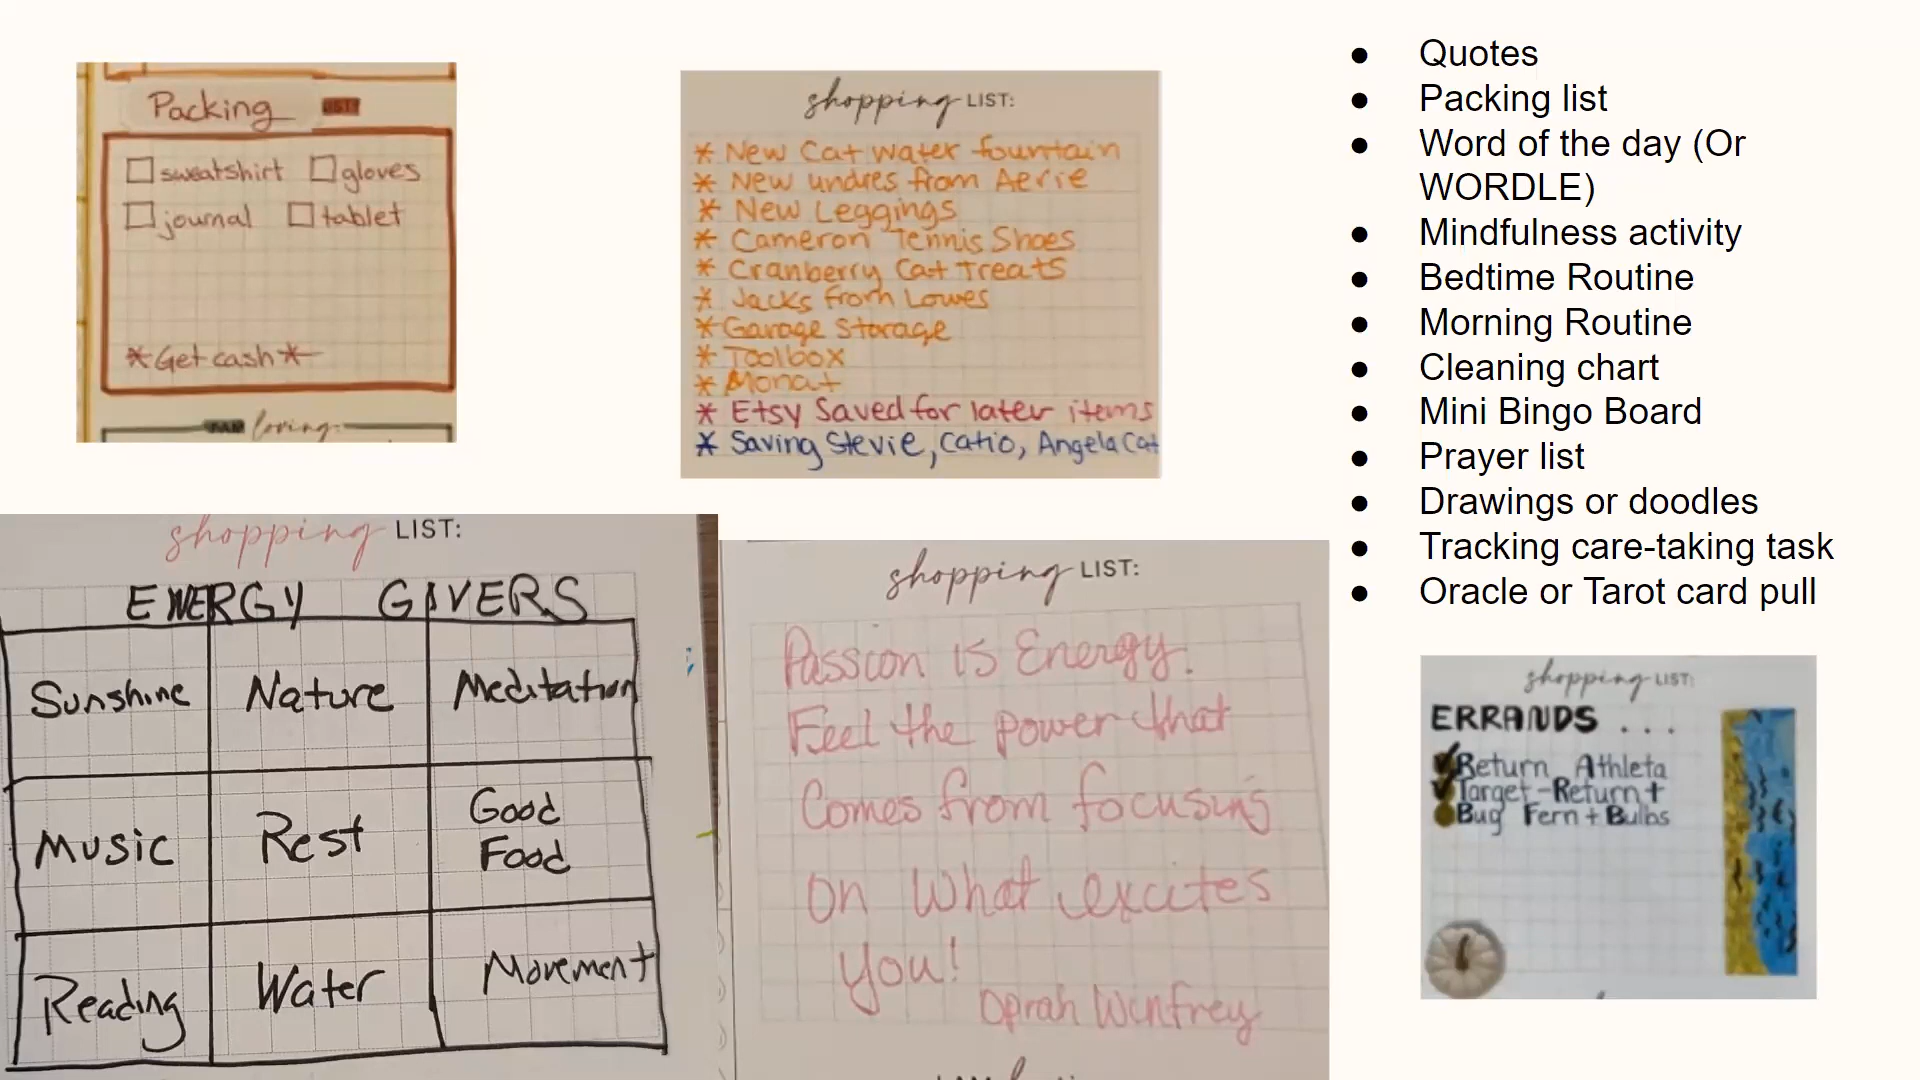 Packing LIST
sweatshirt gloves
journal tablet
*Get cash*
loving:
shopping LIST:
* New Cat water fountain
* New undres from Aerie
* New Leggings
* Cameron Tennis Shoes
* Cranberry Cat Treats
* Jacks from Lowes
* Garage Storage
* Toolbox
* Monat
* Etsy Saved for later items
* Saving Stevie, Catio, Angela Cat
● Quotes
● Packing list
● Word of the day (Or
WORDLE)
● Mindfulness activity
● Bedtime Routine
● Morning Routine
● Cleaning chart
● Mini Bingo Board
● Prayer list
● Drawings or doodles
● Tracking care-taking task
● Oracle or Tarot card pull
shopping LIST:
ENERGY GIVERS
Sunshine Nature Meditation
Music Rest Good
Food
Reading Water Movement
shopping LIST:
Passion is Energy.
Feel the power that
Comes from focusing
on What excites
you!
Oprah Winfrey
shopping LIST:
ERRANDS ...
Return Athleta
Target - Return +
Bug Fern + Bulbs